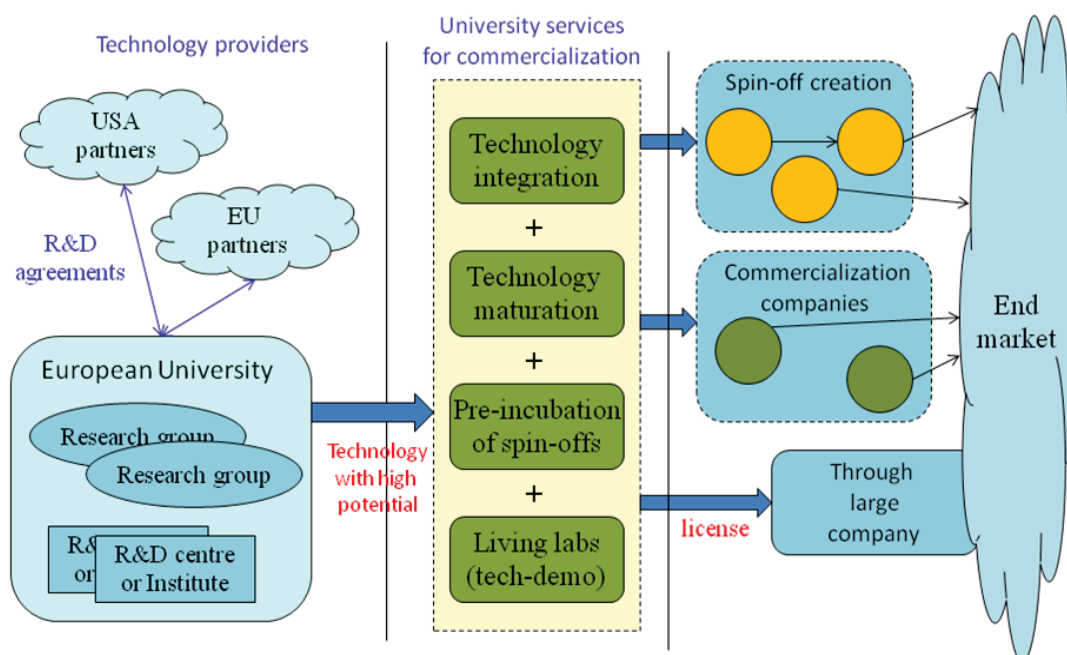 Technology providers
USA
partners
EU
partners
R&D
agreements
European University
Research group
Research group
R&
or
R&D centre
or Institute
Technology
with high
potential
University services
for commercialization
Technology
integration
+
Technology
maturation
+
Pre-incubation
of spin-offs
+
Living labs
(tech-demo)
license
Spin-off creation
Commercialization
companies
Through
large
company
End
market